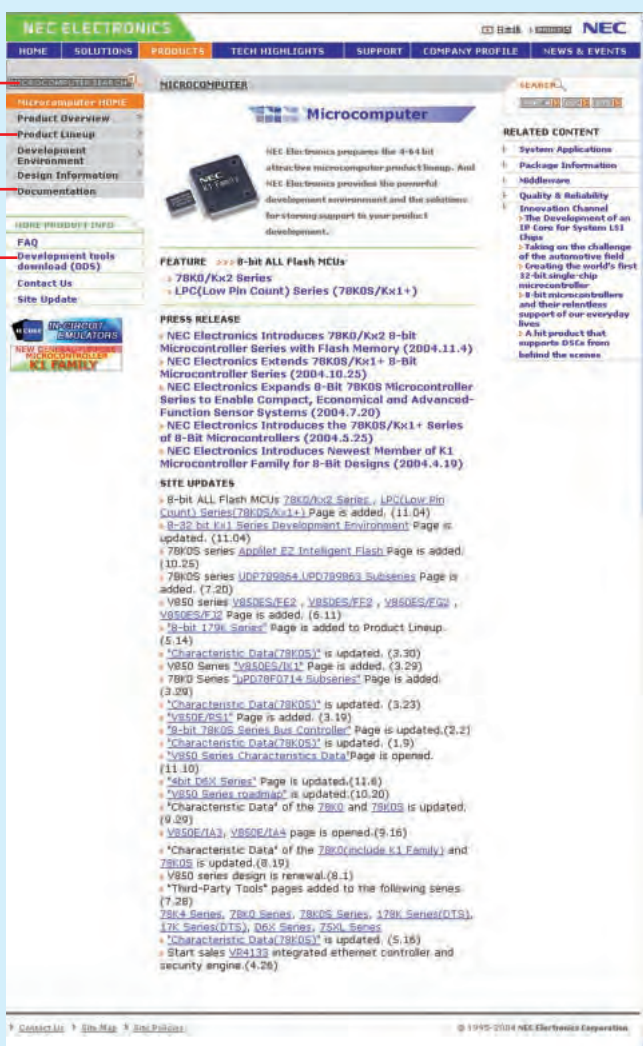 NEC ELECTRONICS
日本語
NEC
HOME
SOLUTIONS
PRODUCTS
TECH HIGHLIGHTS
SUPPORT
COMPANY PROFILE
NEWS & EVENTS
Microcomputer HOME
Product Overview
Product Lineup
Development
Environment
Design Information
Documentation
MORE PRODUCT INFO
FAQ
Development tools
download (ODS)
Contact Us
Site Update
IN-CIRCUIT
EMULATORS
NEW GENERAL-PURPOSE
MICROCONTROLLER
K1 FAMILY
MICROCOMPUTER
Microcomputer
NEC
K1 Family
NEC Electronics prepares the 4-64 bit
attractive microcomputer product lineup. And
NEC Electronics provides the powerful
development environment and the solutions
for storong support to your product
development.
FEATURE >>> 8-bit ALL Flash MCUs
78K0/Kx2 Series
LPC(Low Pin Count) Series (78K0S/Kx1+)
PRESS RELEASE
NEC Electronics Introduces 78K0/Kx2 8-bit
Microcontroller Series with Flash Memory (2004.11.4)
NEC Electronics Extends 78K0S/Kx1+ 8-Bit
Microcontroller Series (2004.10.25)
NEC Electronics Expands 8-Bit 78K0S Microcontroller
Series to Enable Compact, Economical and Advanced-
Function Sensor Systems (2004.7.20)
NEC Electronics Introduces the 78K0S/Kx1+ Series
of 8-Bit Microcontrollers (2004.5.25)
NEC Electronics Introduces Newest Member of K1
Microcontroller Family for 8-Bit Designs (2004.4.19)
SITE UPDATES
8-bit ALL Flash MCUs 78K0/Kx2 Series , LPC(Low Pin
Count) Series(78K0S/Kx1+) Page is added. (11.04)
8-32 bit Kx1 Series Development Environment Page is
updated. (11.04)
78K0S series Applilet EZ Intelligent Flash Page is added.
(10.25)
78K0S series UDP789864,UPD789863 Subseries Page is
added. (7.20)
V850 series V850ES/FE2 , V850ES/FF2 , V850ES/FG2 ,
V850ES/FJ2 Page is added. (6.11)
"8-bit 179K Series" Page is added to Product Lineup.
(5.14)
"Characteristic Data(78K0S)" is updated. (3.30)
V850 Series "V850ES/IK1" Page is added. (3.29)
78K0 Series "µPD78F0714 Subseries" Page is added.
(3.29)
"Characteristic Data(78K0S)" is updated. (3.23)
"V850E/RS1" Page is added. (3.19)
"8-bit 78K0S Series Bus Controller" Page is updated.(2.2)
"Characteristic Data(78K0S)" is updated. (1.9)
"V850 Series Characteristics Data"Page is opened.
(11.10)
"4bit D6X Series" Page is updated.(11.6)
"V850 Series roadmap" is updated.(10.20)
"Characteristic Data" of the 78K0 and 78K0S is updated.
(9.29)
V850E/IA3, V850E/IA4 page is opened.(9.16)
"Characteristic Data" of the 78K0(include K1 Family) and
78K0S is updated.(8.19)
V850 series design is renewal.(8.1)
"Third-Party Tools" pages added to the following series.
(7.28)
78K4 Series, 78K0 Series, 78K0S Series, 178K Series(DTS),
17K Series(DTS), D6X Series, 75XL Series
"Characteristic Data(78K0S)" is updated. (5.16)
Start sales VR4133 integrated ethernet controller and
security engine.(4.26)
SEARCH
RELATED CONTENT
System Applications
Package Information
Middleware
Quality & Reliability
Innovation Channel
The Development of an
IP Core for System LSI
Chips
Taking on the challenge
of the automotive field
Creating the world's first
32-bit single-chip
microcontroller
8-bit microcontrollers
and their relentless
support of our everyday
lives
A hit product that
supports DSCs from
behind the scenes
Contact Us
Site Map
Site Policies
© 1995-2004 NEC Electronics Corporation